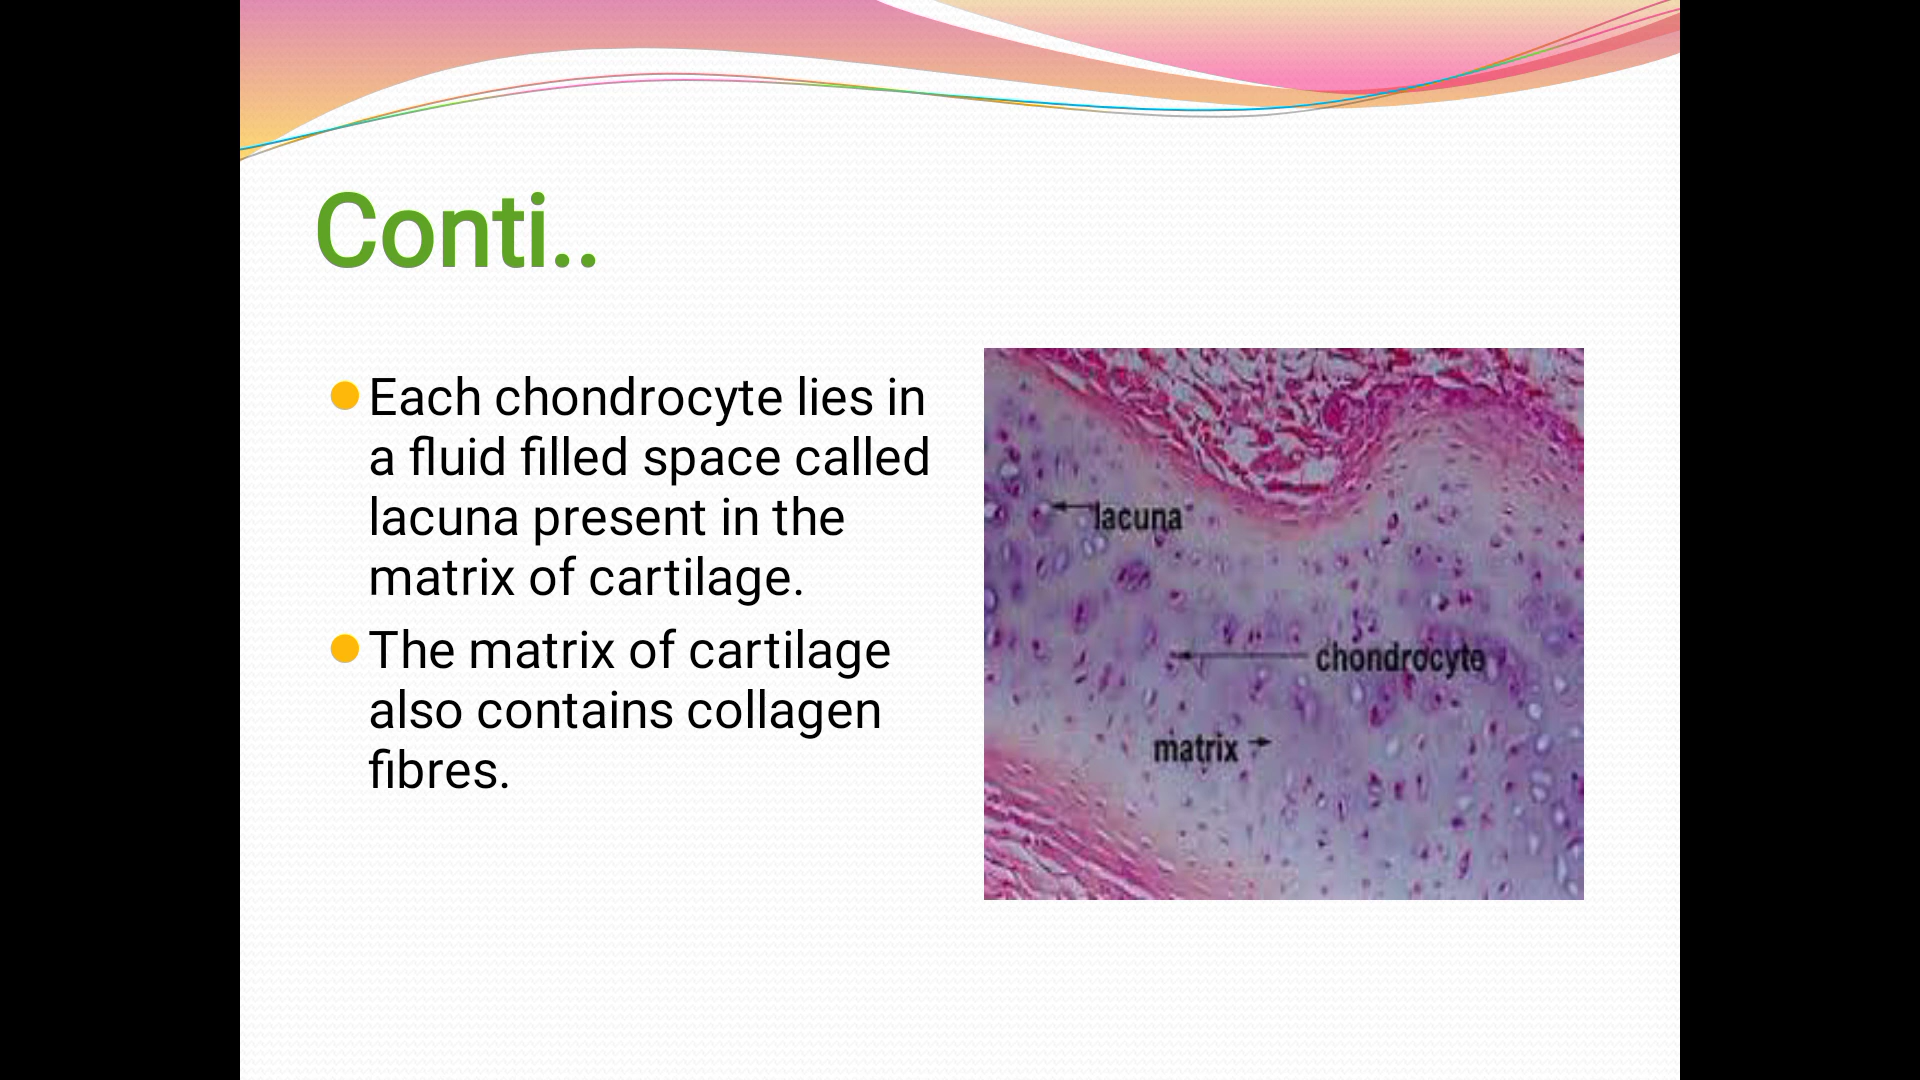 Conti..
Each chondrocyte lies in
a fluid filled space called
lacuna present in the
matrix of cartilage.
The matrix of cartilage
also contains collagen
fibres.
lacuna
chondrocyte
matrix